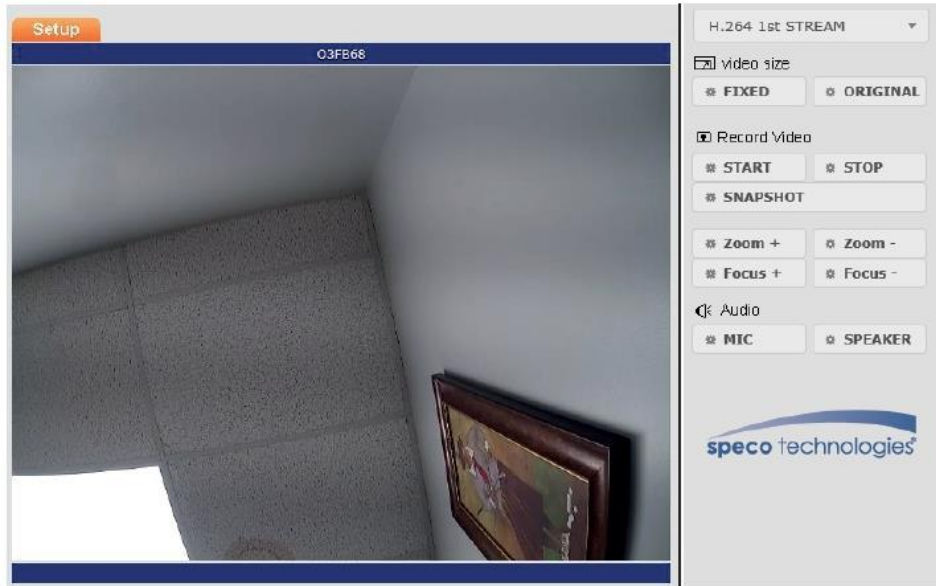 Setup
O3FB68
H.264 1st STREAM
video size
FIXED
ORIGINAL
Record Video
START
STOP
SNAPSHOT
Zoom +
Zoom -
Focus +
Focus -
Audio
MIC
SPEAKER
speco technologies®